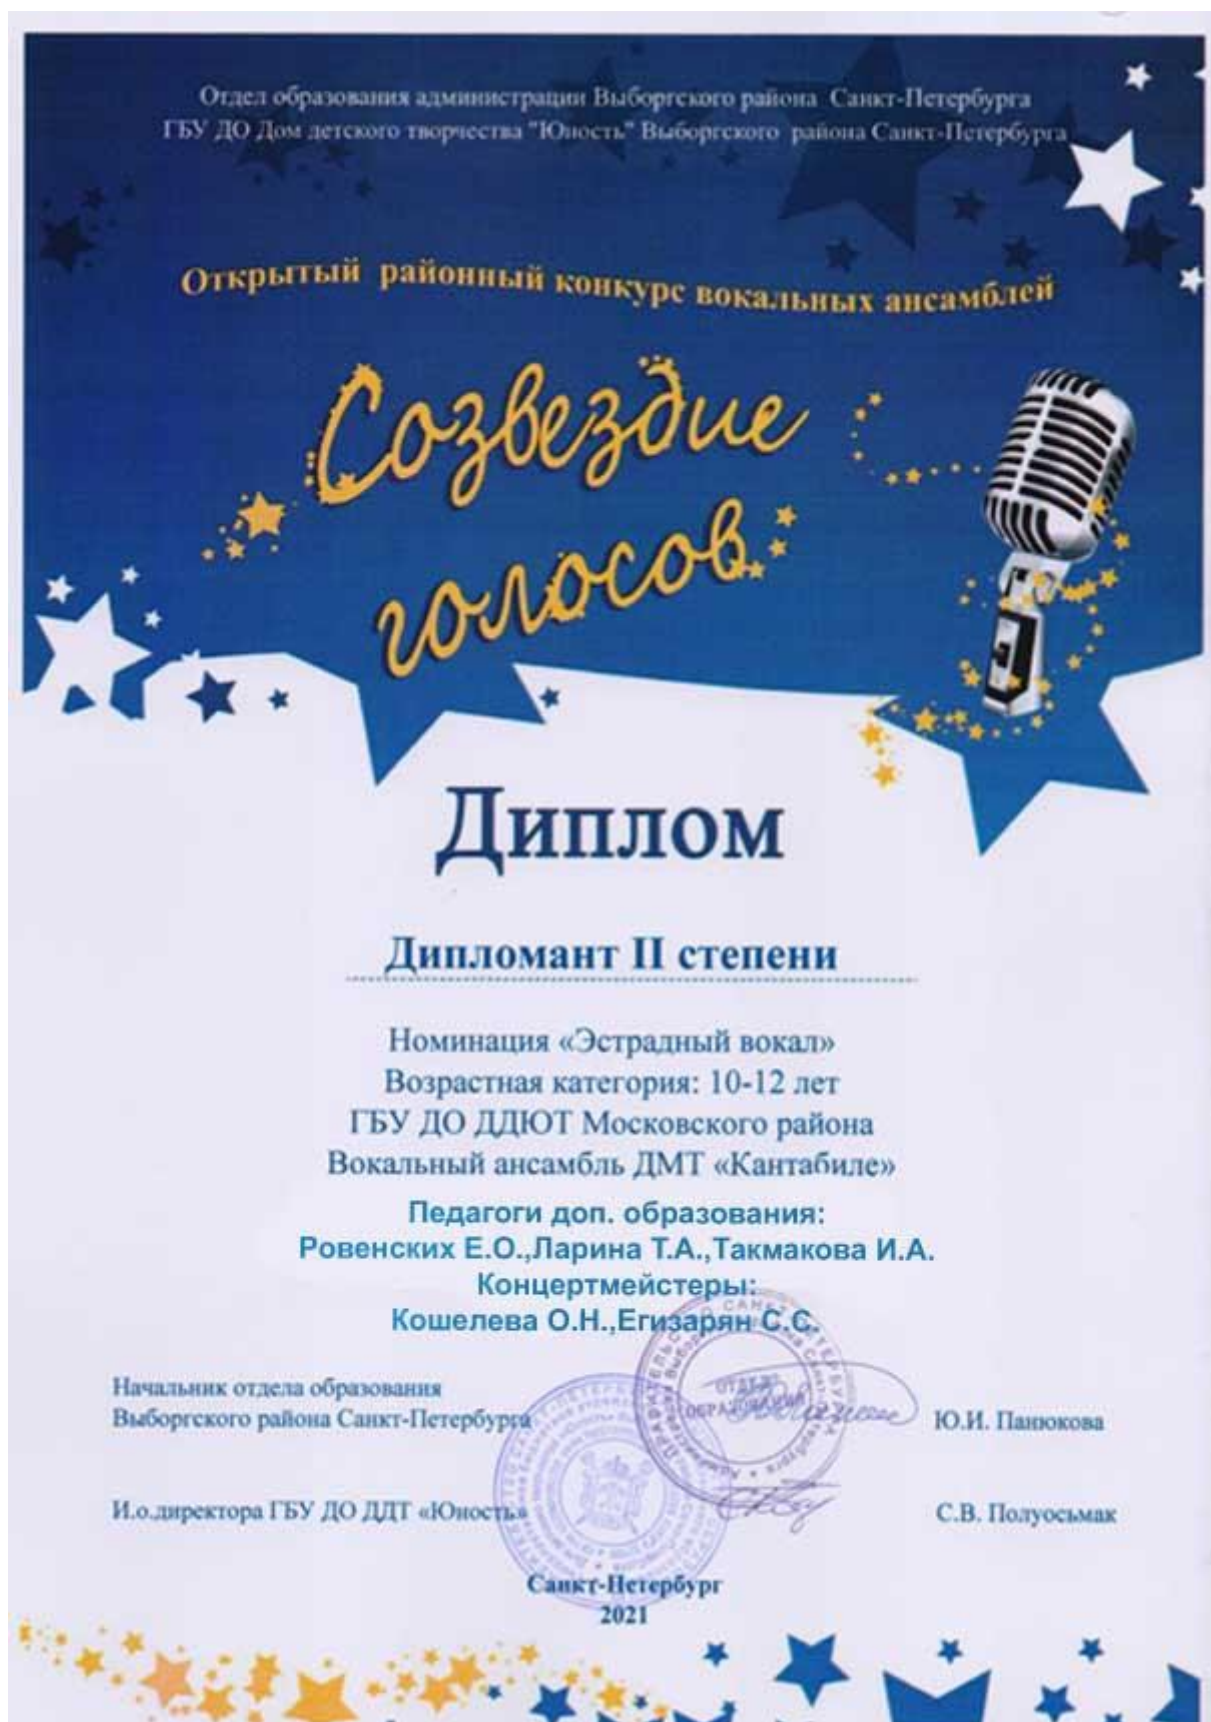 Отдел образования администрации Выборгского района Санкт-Петербурга
ГБУ ДО Дом детского творчества "Юность" Выборгского района Санкт-Петербурга
Открытый районный конкурс вокальных ансамблей
Созвездие
голосов
Диплом
Дипломант II степени
Номинация «Эстрадный вокал»
Возрастная категория: 10-12 лет
ГБУ ДО ДДЮТ Московского района
Вокальный ансамбль ДМТ «Кантабиле»
Педагоги доп. образования:
Ровенских Е.О.,Ларина Т.А.,Такмакова И.А.
Концертмейстеры:
Кошелева О.Н.,Егизарян С.С.
Начальник отдела образования
Выборгского района Санкт-Петербурга
Ю.И. Панюкова
ОТДЕЛ
ОБРАЗОВАНИЯ
И.о.директора ГБУ ДО ДДТ «Юность»
С.В. Полуосьмак
Санкт-Петербург
2021